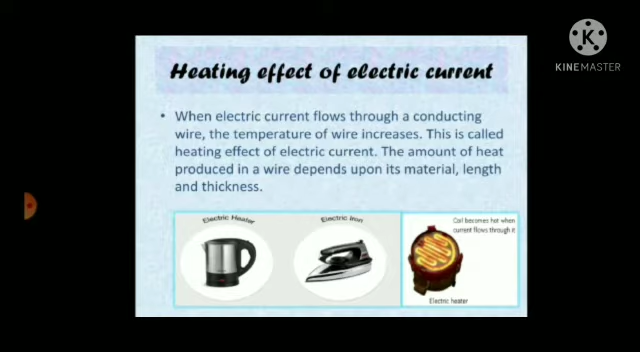 K
KINEMASTER
Heating effect of electric current
• When electric current flows through a conducting
wire, the temperature of wire increases. This is called
heating effect of electric current. The amount of heat
produced in a wire depends upon its material, length
and thickness.
Electric Heater
Electric Iron
Coil becomes hot when
current flows through it
Electric heater